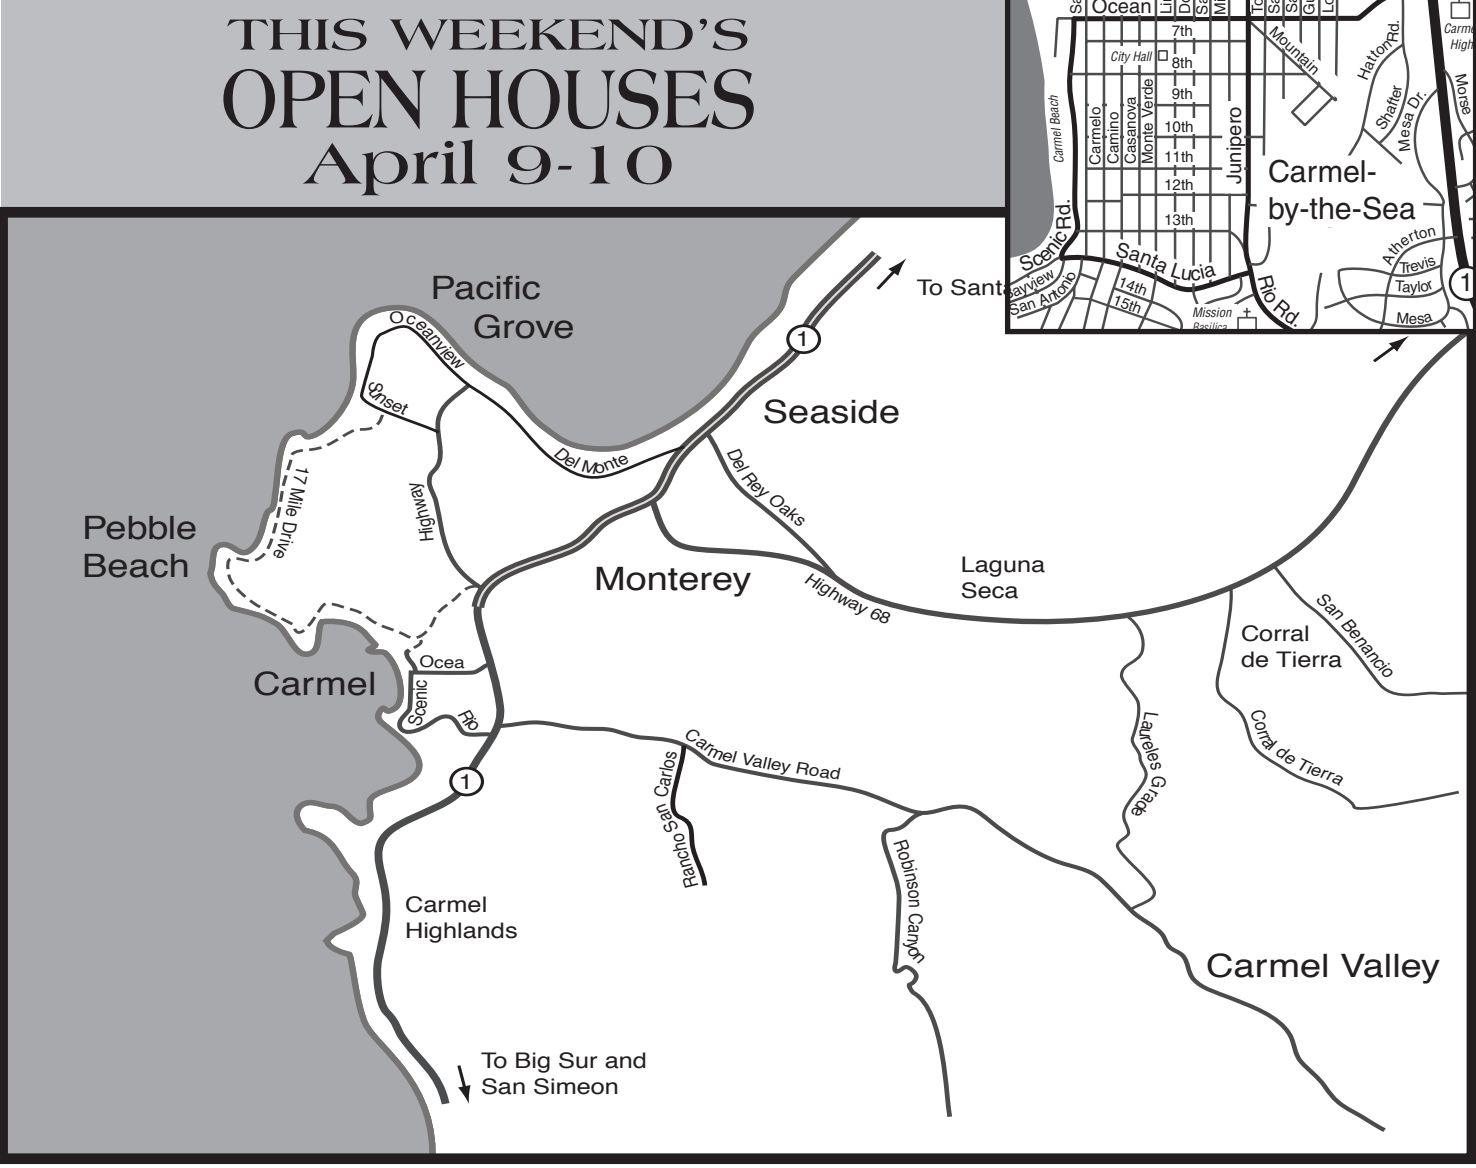 THIS WEEKEND'S
OPEN HOUSES
April 9-10
Ocean
7th
City Hall
8th
9th
10th
11th
12th
13th
Carmel Beach
Carmelo
Camino
Casanova
Monte Verde
Junipero
Mountain
Hatton Rd.
Shafter
Mesa Dr.
Morse
Carmel-
by-the-Sea
Scenic Rd.
Santa Lucia
San Antonio
14th
15th
Mission
Basilica
Rio Rd.
Atherton
Trevis
Taylor
Mesa
1
Pacific
Grove
Oceanview
Sunset
To Santa
1
Seaside
Del Monte
Del Rey Oaks
17 Mile Drive
Highway
Pebble
Beach
Monterey
Highway 68
Laguna
Seca
San Benancio
Corral
de Tierra
Corral de Tierra
Laureles Grade
Carmel
Ocea
Scenic
Rio
1
Carmel Valley Road
Rancho San Carlos
Robinson Canyon
Carmel
Highlands
Carmel Valley
To Big Sur and
San Simeon